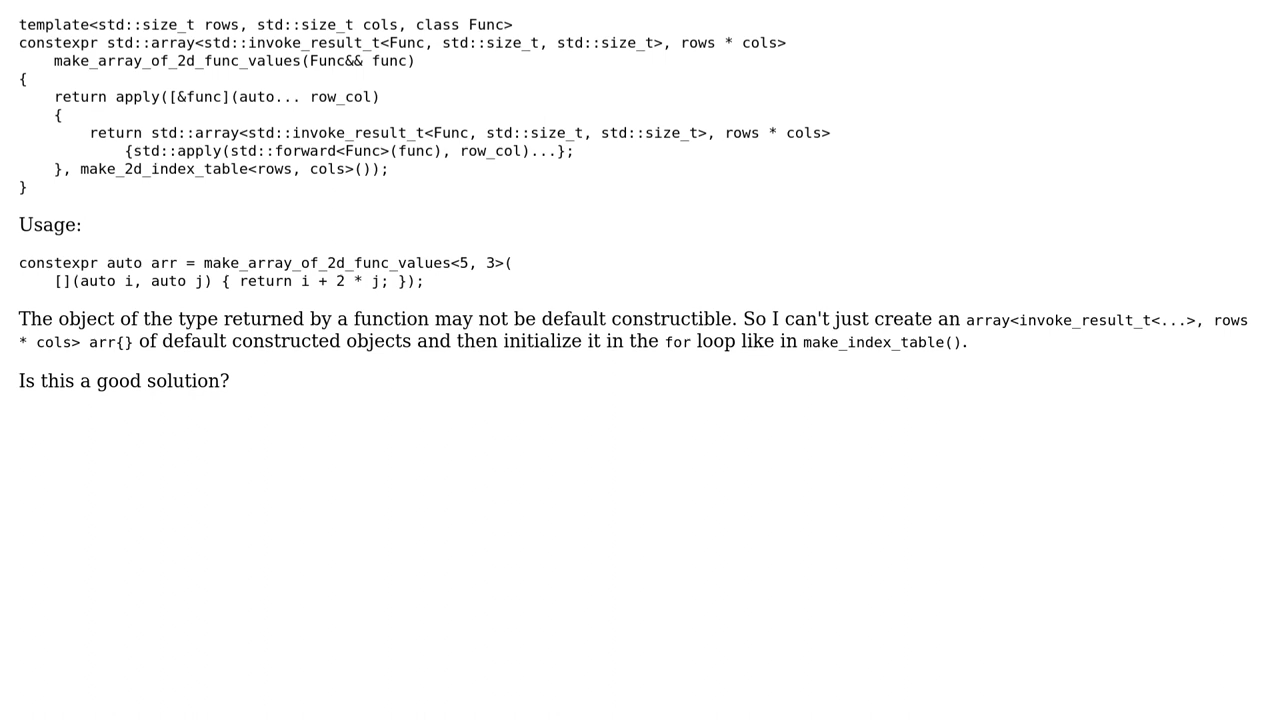 template<std::size_t rows, std::size_t cols, class Func>
constexpr std::array<std::invoke_result_t<Func, std::size_t, std::size_t>, rows * cols>
    make_array_of_2d_func_values(Func&& func)
{
    return apply([&func](auto... row_col)
    {
        return std::array<std::invoke_result_t<Func, std::size_t, std::size_t>, rows * cols>
            {std::apply(std::forward<Func>(func), row_col)...};
    }, make_2d_index_table<rows, cols>());
}
Usage:
constexpr auto arr = make_array_of_2d_func_values<5, 3>(
    [](auto i, auto j) { return i + 2 * j; });
The object of the type returned by a function may not be default constructible. So I can't just create an array<invoke_result_t<...>, rows
* cols> arr{} of default constructed objects and then initialize it in the for loop like in make_index_table().
Is this a good solution?